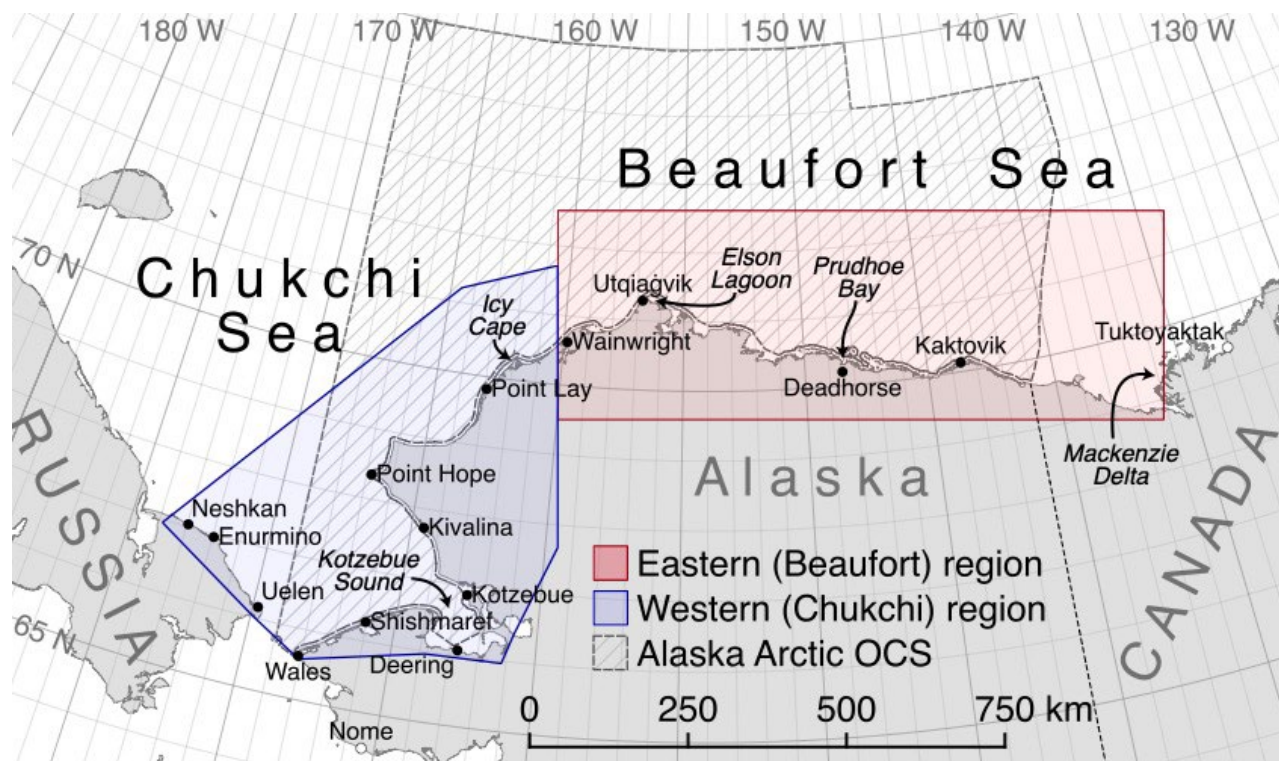 180 W
170 W
160 W
150 W
140 W
130 W
Beaufort Sea
70 N
Chukchi
Sea
Elson
Lagoon
Prudhoe
Bay
Utqiaġvik
Icy
Cape
Wainwright
Kaktovik
Tuktoyaktak
Point Lay
Deadhorse
RUSSIA
Point Hope
Alaska
Mackenzie
Delta
CANADA
Neshkan
Enurmino
Kivalina
Kotzebue
Sound
Eastern (Beaufort) region
Uelen
Kotzebue
Western (Chukchi) region
65 N
Shishmaref
Wales
Deering
Alaska Arctic OCS
Nome
0 250 500 750 km